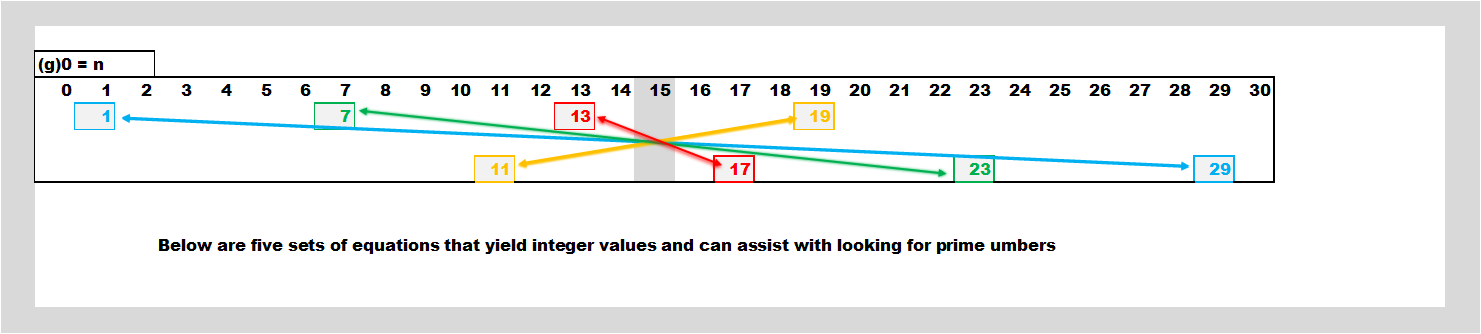 (g)0 = n
0 1 2 3 4 5 6 7 8 9 10 11 12 13 14 15 16 17 18 19 20 21 22 23 24 25 26 27 28 29 30
1 7 13 19
11 17 23 29
Below are five sets of equations that yield integer values and can assist with looking for prime umbers